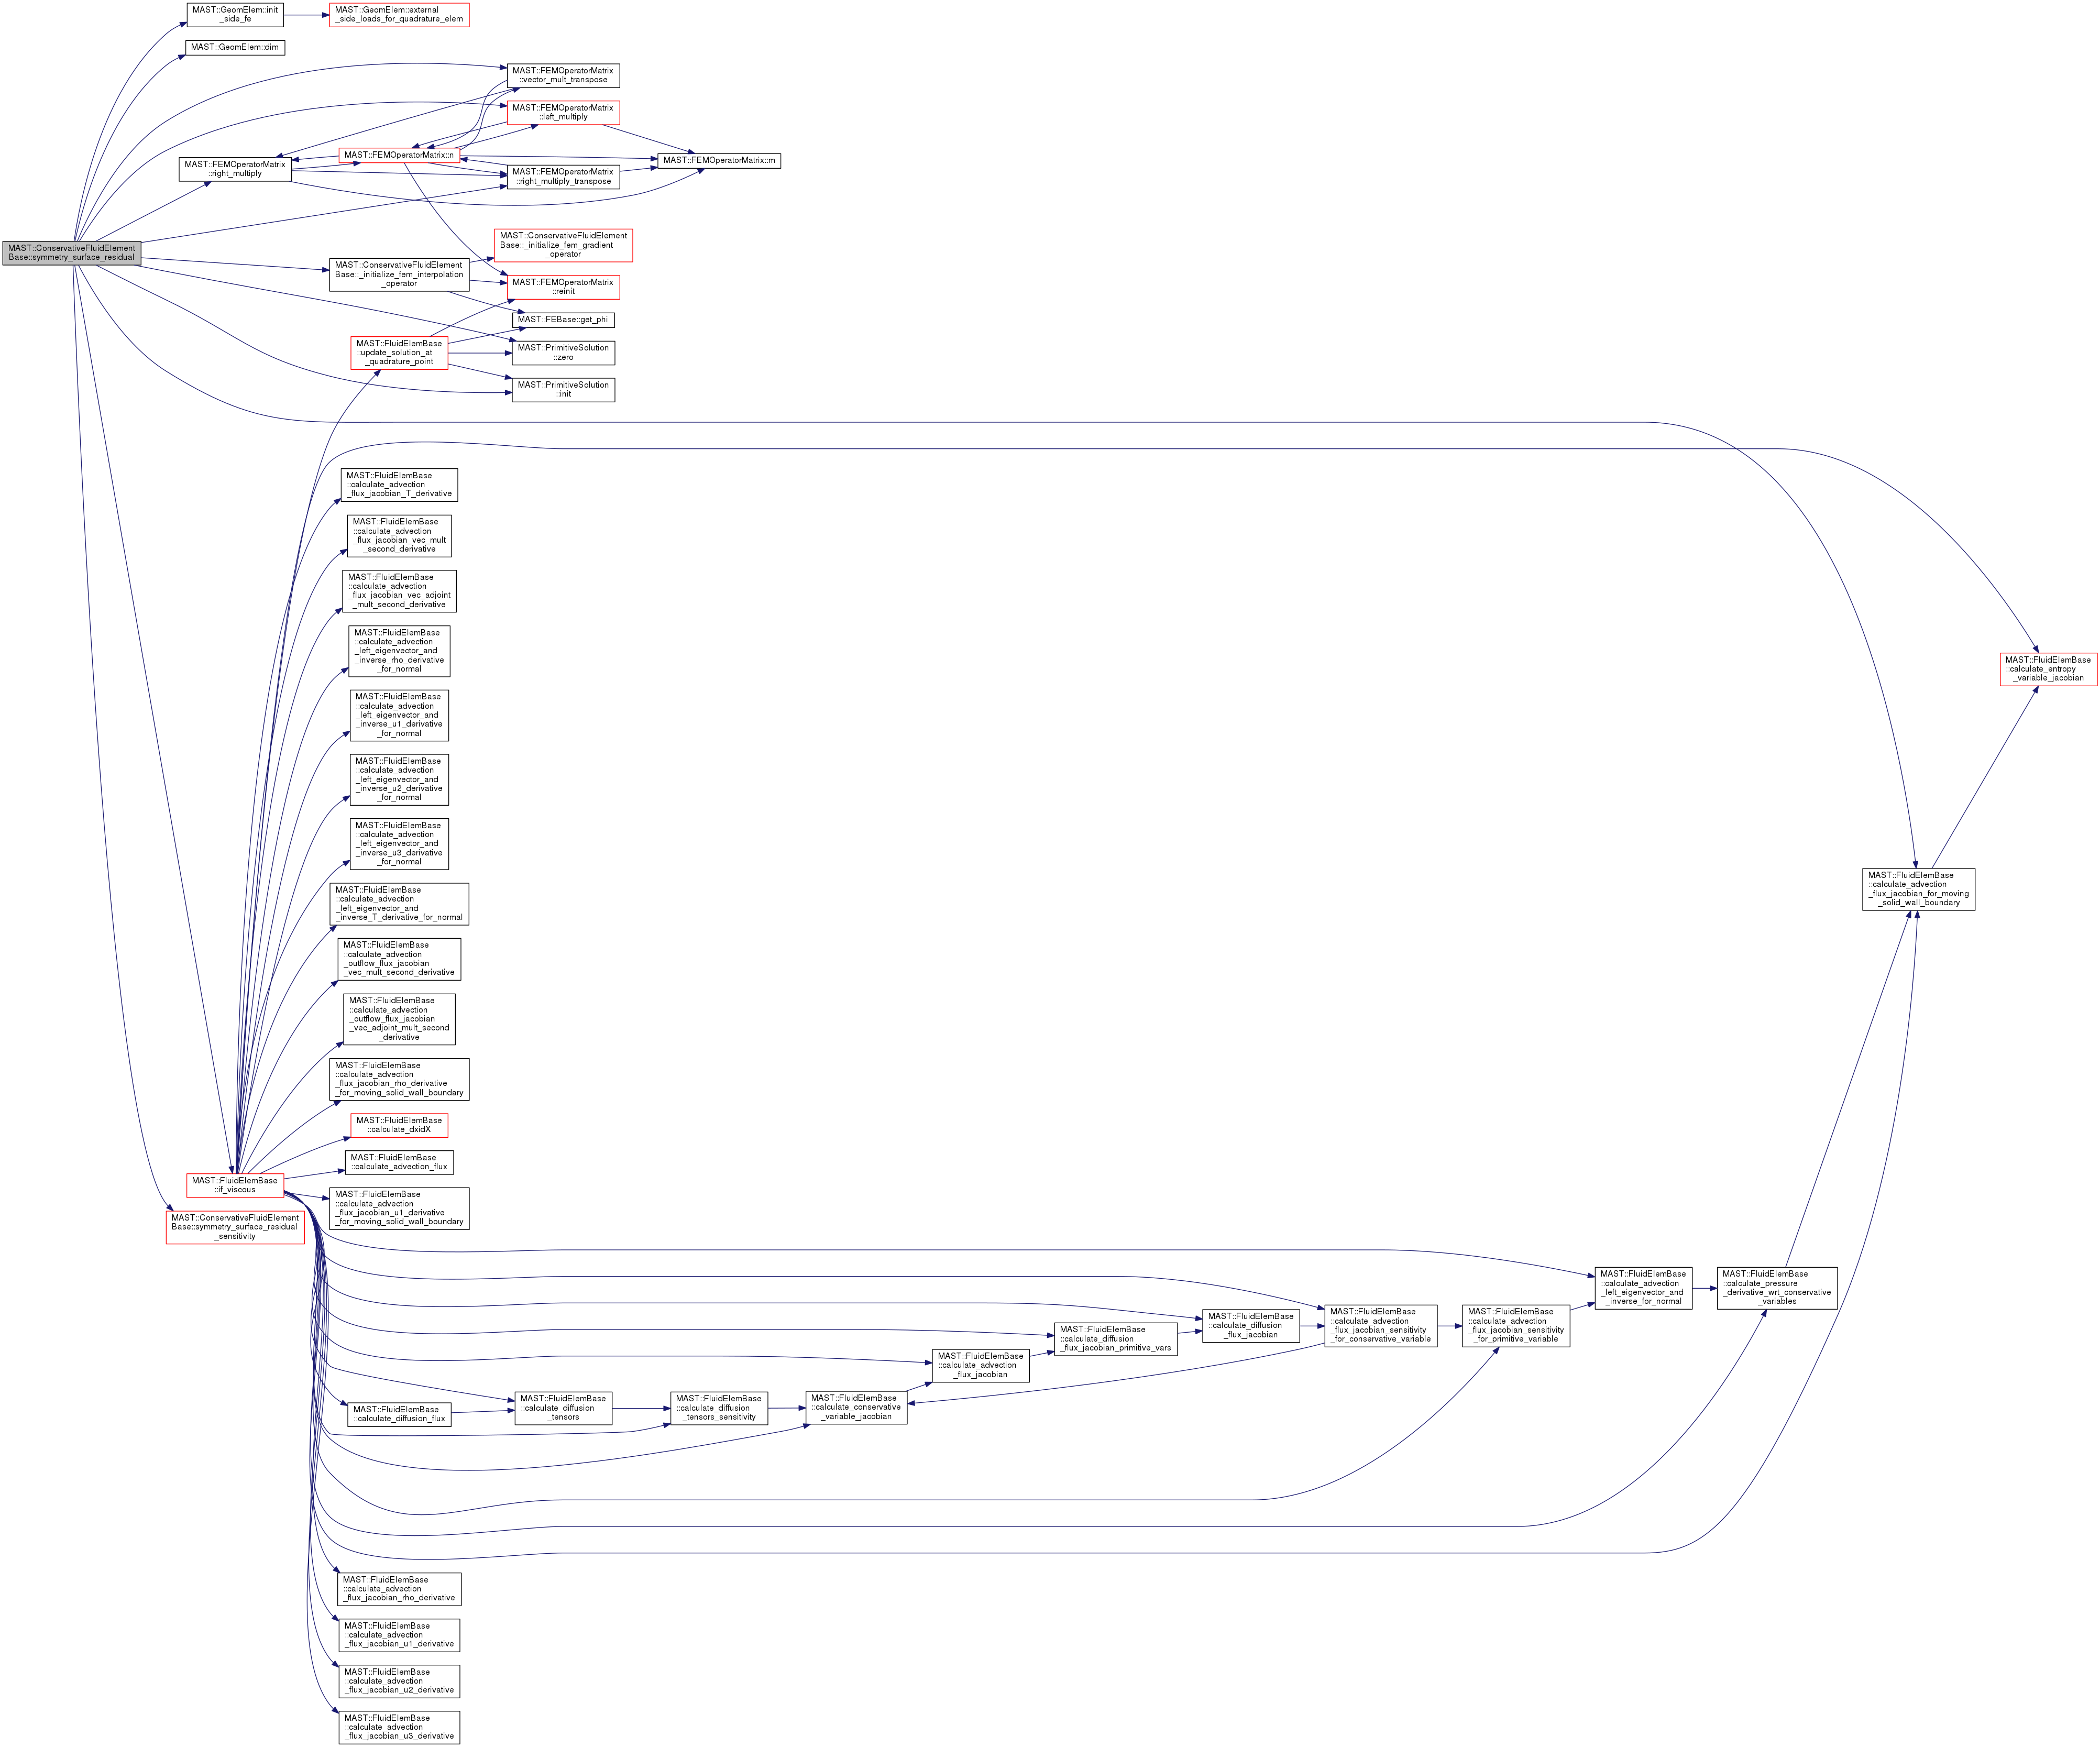 MAST::GeomElem::init
_side_fe
MAST::GeomElem::external
_side_loads_for_quadrature_elem
MAST::GeomElem::dim
MAST::FEMOperatorMatrix
::vector_mult_transpose
MAST::FEMOperatorMatrix
::left_multiply
MAST::FEMOperatorMatrix::n
MAST::FEMOperatorMatrix::m
MAST::FEMOperatorMatrix
::right_multiply
MAST::FEMOperatorMatrix
::right_multiply_transpose
MAST::ConservativeFluidElement
Base::symmetry_surface_residual
MAST::ConservativeFluidElement
Base::_initialize_fem_gradient
_operator
MAST::ConservativeFluidElement
Base::_initialize_fem_interpolation
_operator
MAST::FEMOperatorMatrix
::reinit
MAST::FEBase::get_phi
MAST::FluidElemBase
::update_solution_at
_quadrature_point
MAST::PrimitiveSolution
::zero
MAST::PrimitiveSolution
::init
MAST::FluidElemBase
::calculate_advection
_flux_jacobian_T_derivative
MAST::FluidElemBase
::calculate_advection
_flux_jacobian_vec_mult
_second_derivative
MAST::FluidElemBase
::calculate_advection
_flux_jacobian_vec_adjoint
_mult_second_derivative
MAST::FluidElemBase
::calculate_advection
_left_eigenvector_and
_inverse_rho_derivative
_for_normal
MAST::FluidElemBase
::calculate_entropy
_variable_jacobian
MAST::FluidElemBase
::calculate_advection
_left_eigenvector_and
_inverse_u1_derivative
_for_normal
MAST::FluidElemBase
::calculate_advection
_left_eigenvector_and
_inverse_u2_derivative
_for_normal
MAST::FluidElemBase
::calculate_advection
_left_eigenvector_and
_inverse_u3_derivative
_for_normal
MAST::FluidElemBase
::calculate_advection
_flux_jacobian_for_moving
_solid_wall_boundary
MAST::FluidElemBase
::calculate_advection
_left_eigenvector_and
_inverse_T_derivative_for_normal
MAST::FluidElemBase
::calculate_advection
_outflow_flux_jacobian
_vec_mult_second_derivative
MAST::FluidElemBase
::calculate_advection
_outflow_flux_jacobian
_vec_adjoint_mult_second
_derivative
MAST::FluidElemBase
::calculate_advection
_flux_jacobian_rho_derivative
_for_moving_solid_wall_boundary
MAST::FluidElemBase
::calculate_dxidX
MAST::FluidElemBase
::calculate_advection_flux
MAST::FluidElemBase
::if_viscous
MAST::FluidElemBase
::calculate_advection
_flux_jacobian_u1_derivative
_for_moving_solid_wall_boundary
MAST::ConservativeFluidElement
Base::symmetry_surface_residual
_sensitivity
MAST::FluidElemBase
::calculate_advection
_left_eigenvector_and
_inverse_for_normal
MAST::FluidElemBase
::calculate_pressure
_derivative_wrt_conservative
_variables
MAST::FluidElemBase
::calculate_diffusion
_flux_jacobian
MAST::FluidElemBase
::calculate_advection
_flux_jacobian_sensitivity
_for_conservative_variable
MAST::FluidElemBase
::calculate_advection
_flux_jacobian_sensitivity
_for_primitive_variable
MAST::FluidElemBase
::calculate_diffusion
_flux_jacobian_primitive_vars
MAST::FluidElemBase
::calculate_advection
_flux_jacobian
MAST::FluidElemBase
::calculate_diffusion_flux
MAST::FluidElemBase
::calculate_diffusion
_tensors
MAST::FluidElemBase
::calculate_diffusion
_tensors_sensitivity
MAST::FluidElemBase
::calculate_conservative
_variable_jacobian
MAST::FluidElemBase
::calculate_advection
_flux_jacobian_rho_derivative
MAST::FluidElemBase
::calculate_advection
_flux_jacobian_u1_derivative
MAST::FluidElemBase
::calculate_advection
_flux_jacobian_u2_derivative
MAST::FluidElemBase
::calculate_advection
_flux_jacobian_u3_derivative